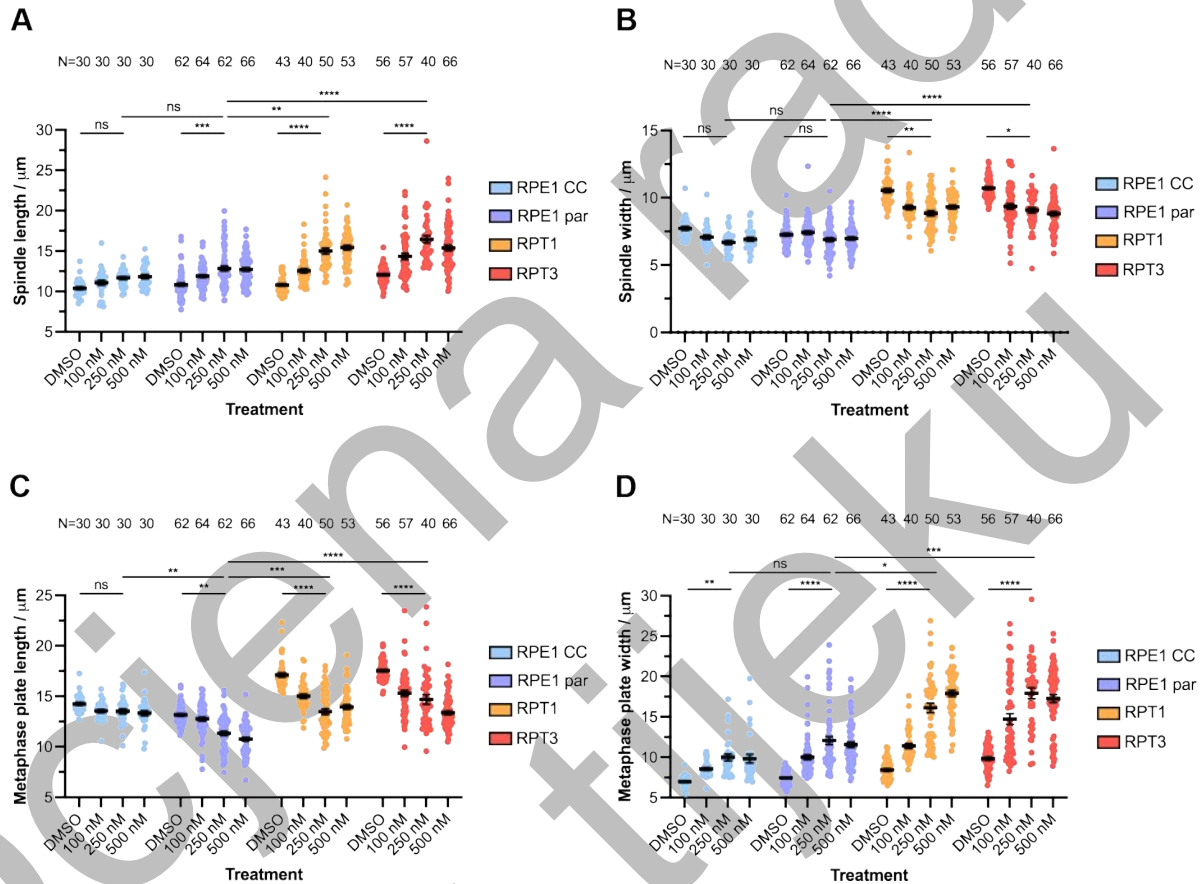 A
N=30 30 30 30 62 64 62 66 43 40 50 53 56 57 40 66
****
ns
**
ns
***
****
****
30
25
20
15
10
5
Spindle length / μm
DMSO
100 nM
250 nM
500 nM
DMSO
100 nM
250 nM
500 nM
DMSO
100 nM
250 nM
500 nM
DMSO
100 nM
250 nM
500 nM
Treatment
RPE1 CC
RPE1 par
RPT1
RPT3
B
N=30 30 30 30 62 64 62 66 43 40 50 53 56 57 40 66
****
ns
****
ns
ns
**
*
15
10
5
0
Spindle width / μm
DMSO
100 nM
250 nM
500 nM
DMSO
100 nM
250 nM
500 nM
DMSO
100 nM
250 nM
500 nM
DMSO
100 nM
250 nM
500 nM
Treatment
RPE1 CC
RPE1 par
RPT1
RPT3
C
N=30 30 30 30 62 64 62 66 43 40 50 53 56 57 40 66
****
**
***
ns
**
****
****
25
20
15
10
5
Metaphase plate length / μm
DMSO
100 nM
250 nM
500 nM
DMSO
100 nM
250 nM
500 nM
DMSO
100 nM
250 nM
500 nM
DMSO
100 nM
250 nM
500 nM
Treatment
RPE1 CC
RPE1 par
RPT1
RPT3
D
N=30 30 30 30 62 64 62 66 43 40 50 53 56 57 40 66
***
ns
*
**
****
****
****
30
25
20
15
10
5
Metaphase plate width / μm
DMSO
100 nM
250 nM
500 nM
DMSO
100 nM
250 nM
500 nM
DMSO
100 nM
250 nM
500 nM
DMSO
100 nM
250 nM
500 nM
Treatment
RPE1 CC
RPE1 par
RPT1
RPT3
tijeku